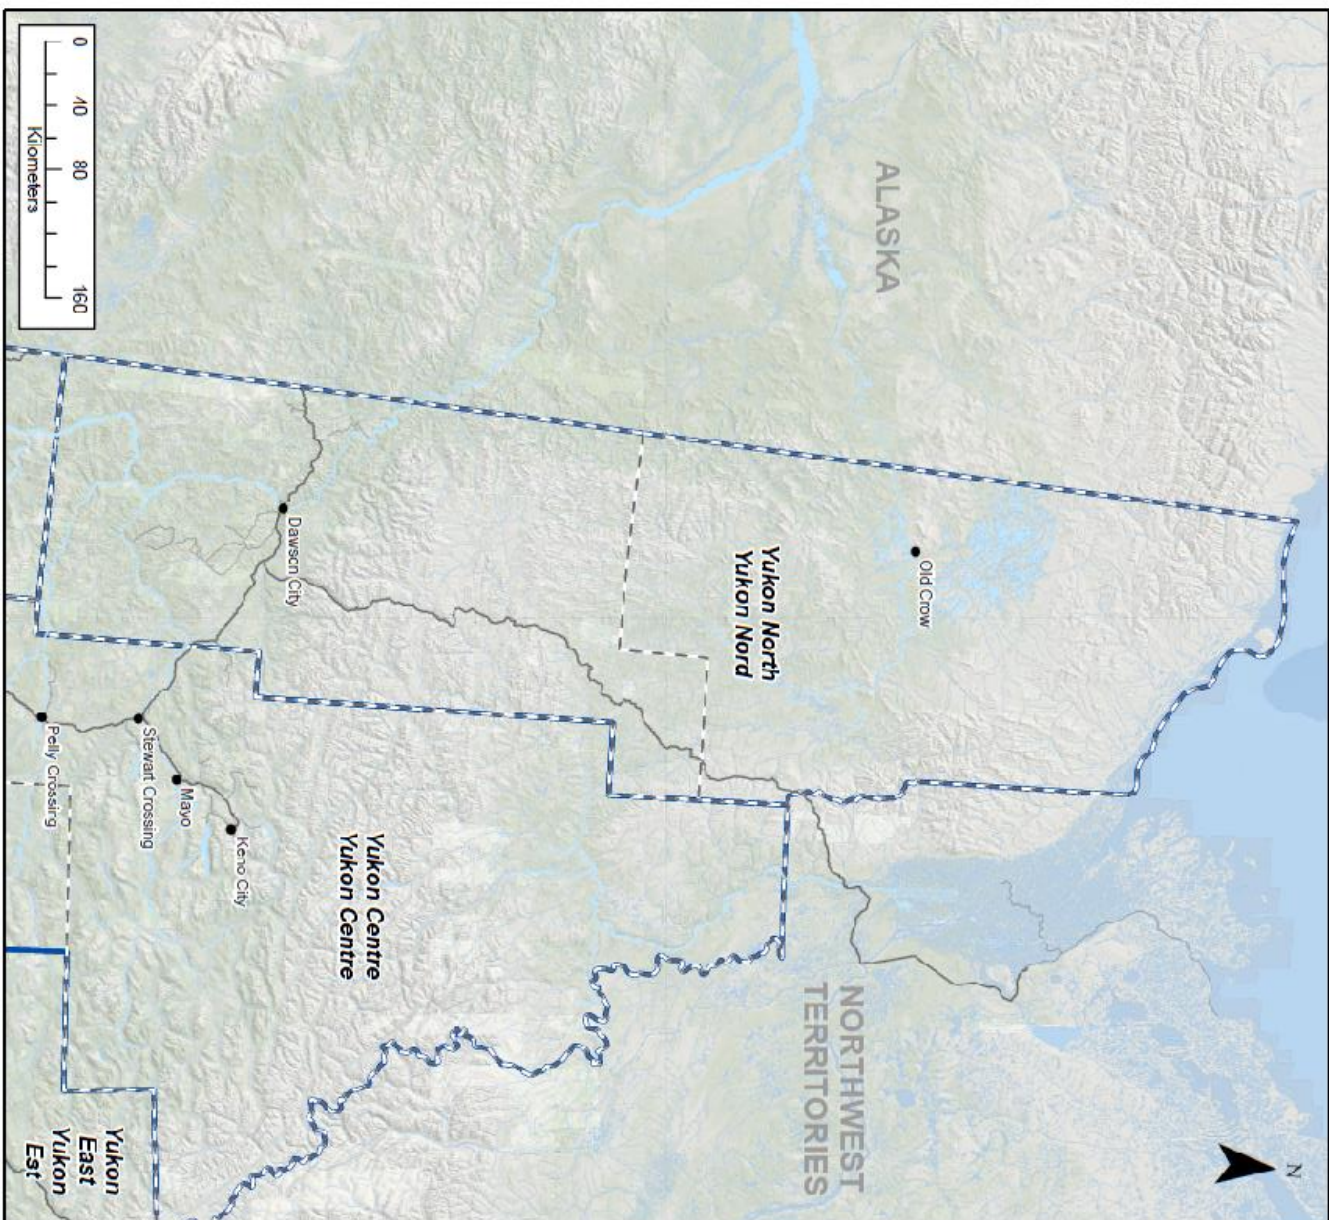 N
Old Crow
ALASKA
NORTHWEST
TERRITORIES
Yukon North
Yukon Nord
Yukon Centre
Yukon Centre
Dawson City
Keno City
Mayo
Stewart Crossing
Pelly Crossing
Yukon
East
Yukon
Est
0 40 80 160
Kilometers